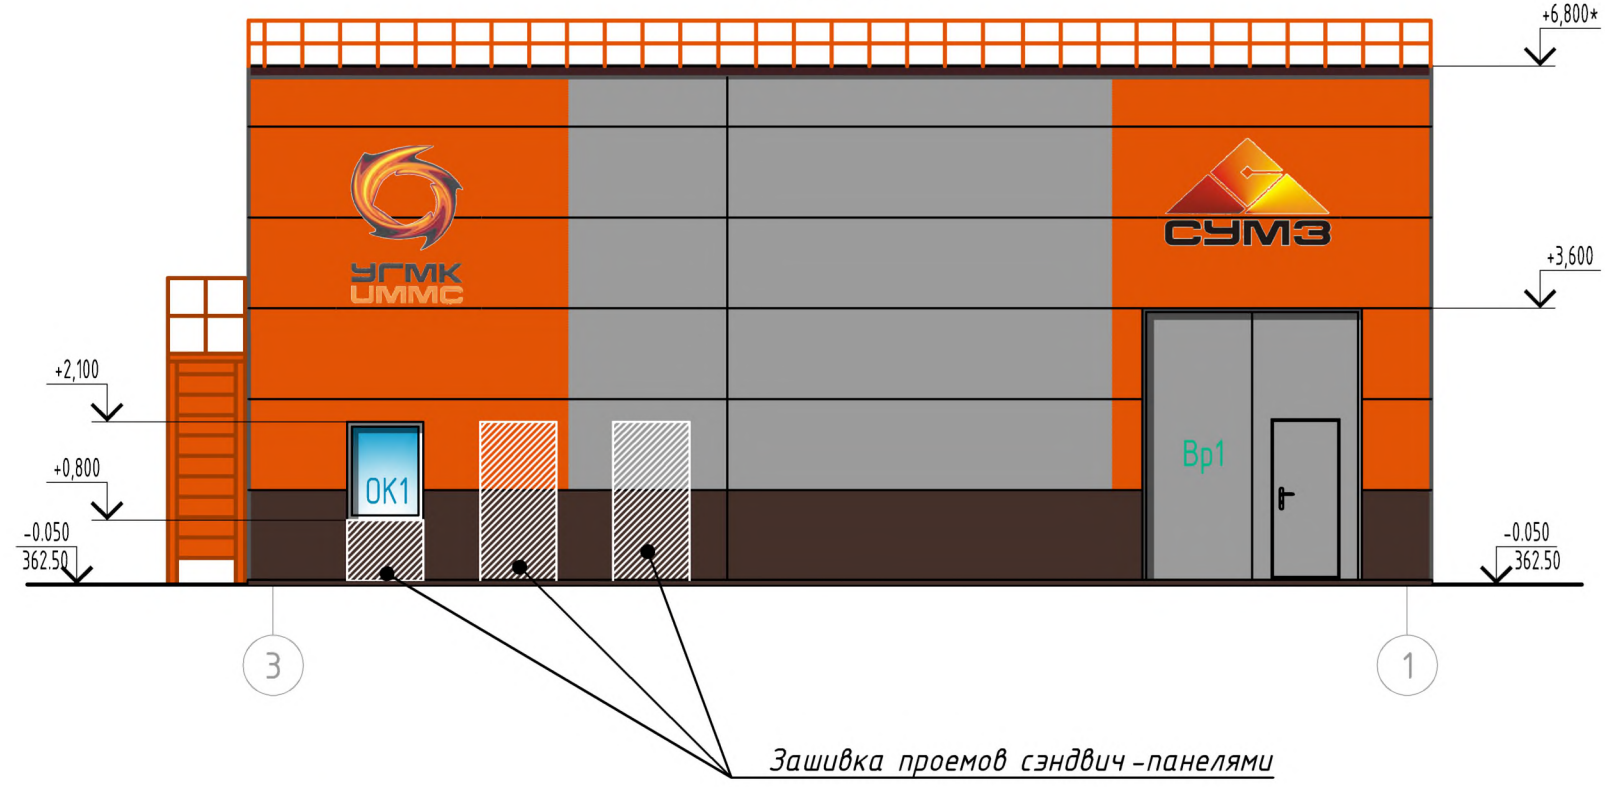 +6,800*
УГМК
UMMC
СУМЗ
+3,600
+2,100
+0,800
ОК1
Вр1
-0.050
362.50
-0.050
362.50
3
1
Зашивка проемов сэндвич-панелями